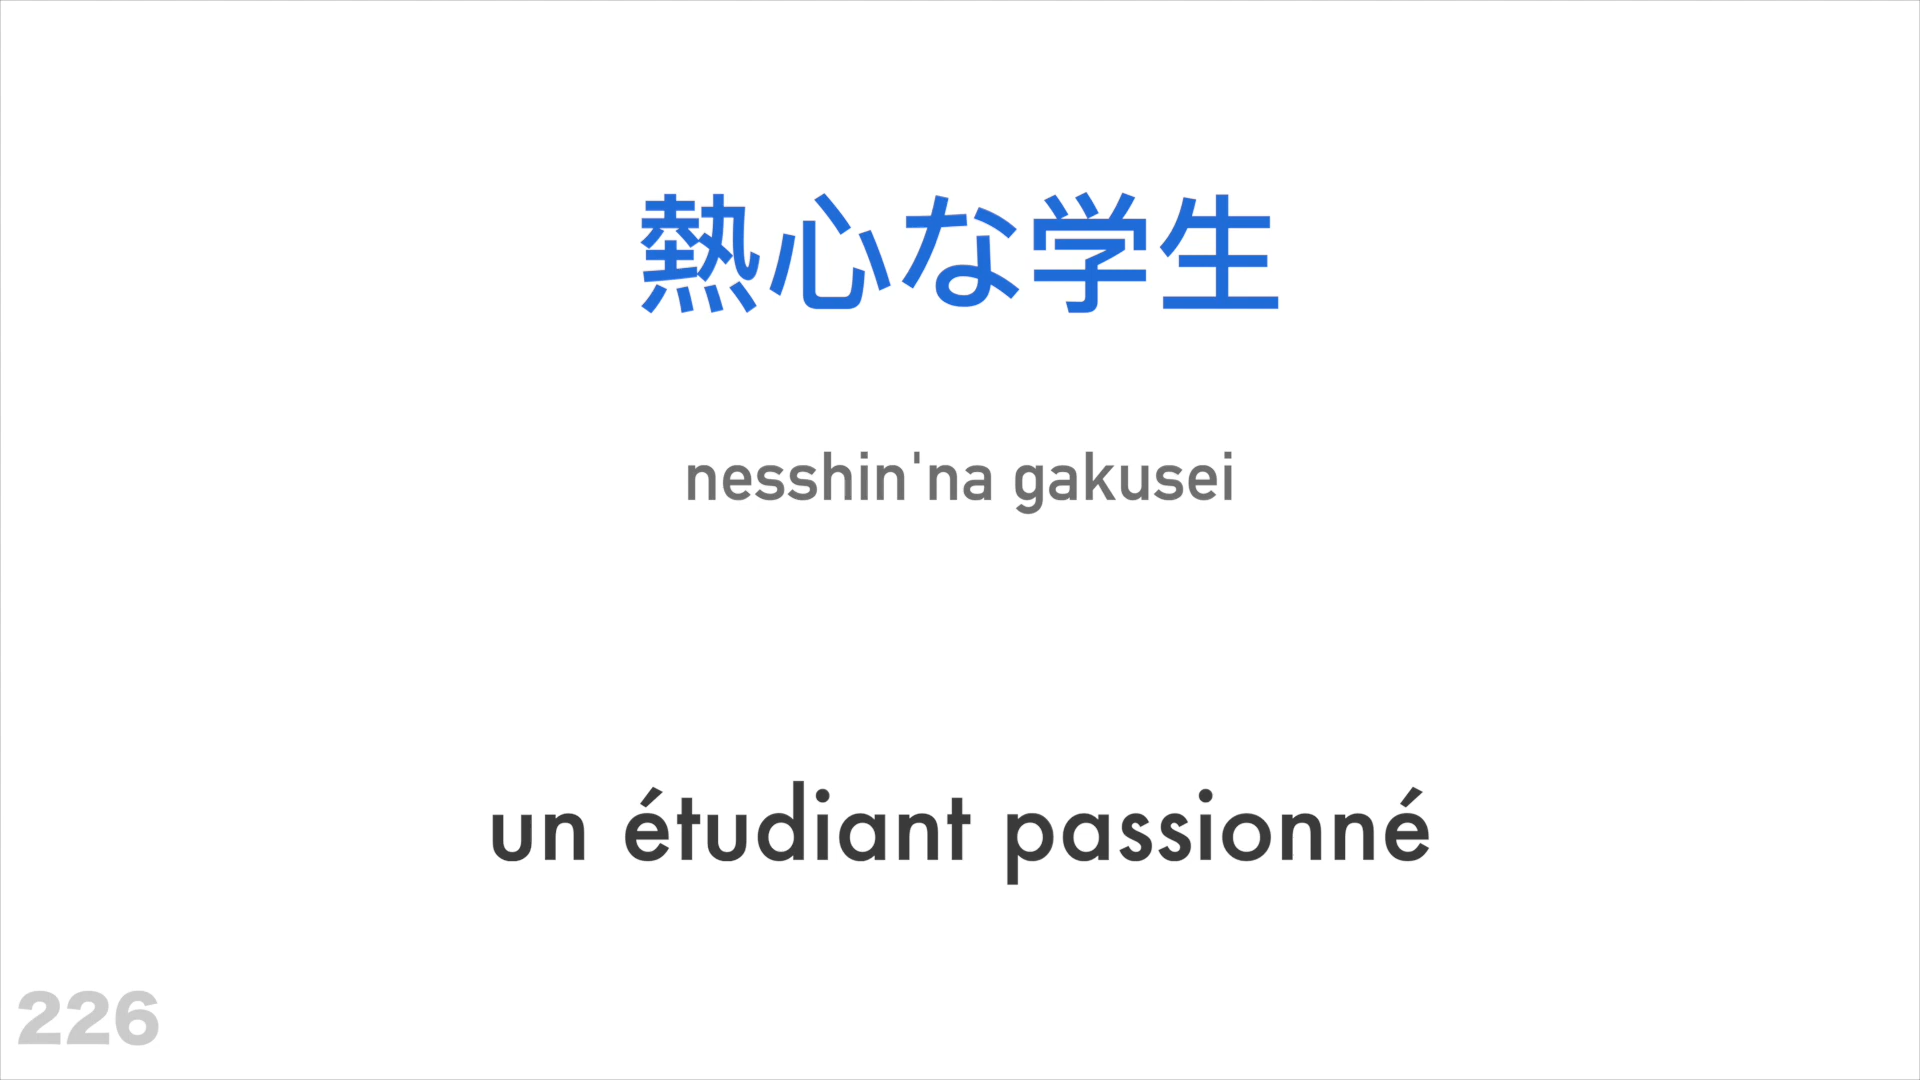 熱心な学生
nesshin'na gakusei
un étudiant passionné
226